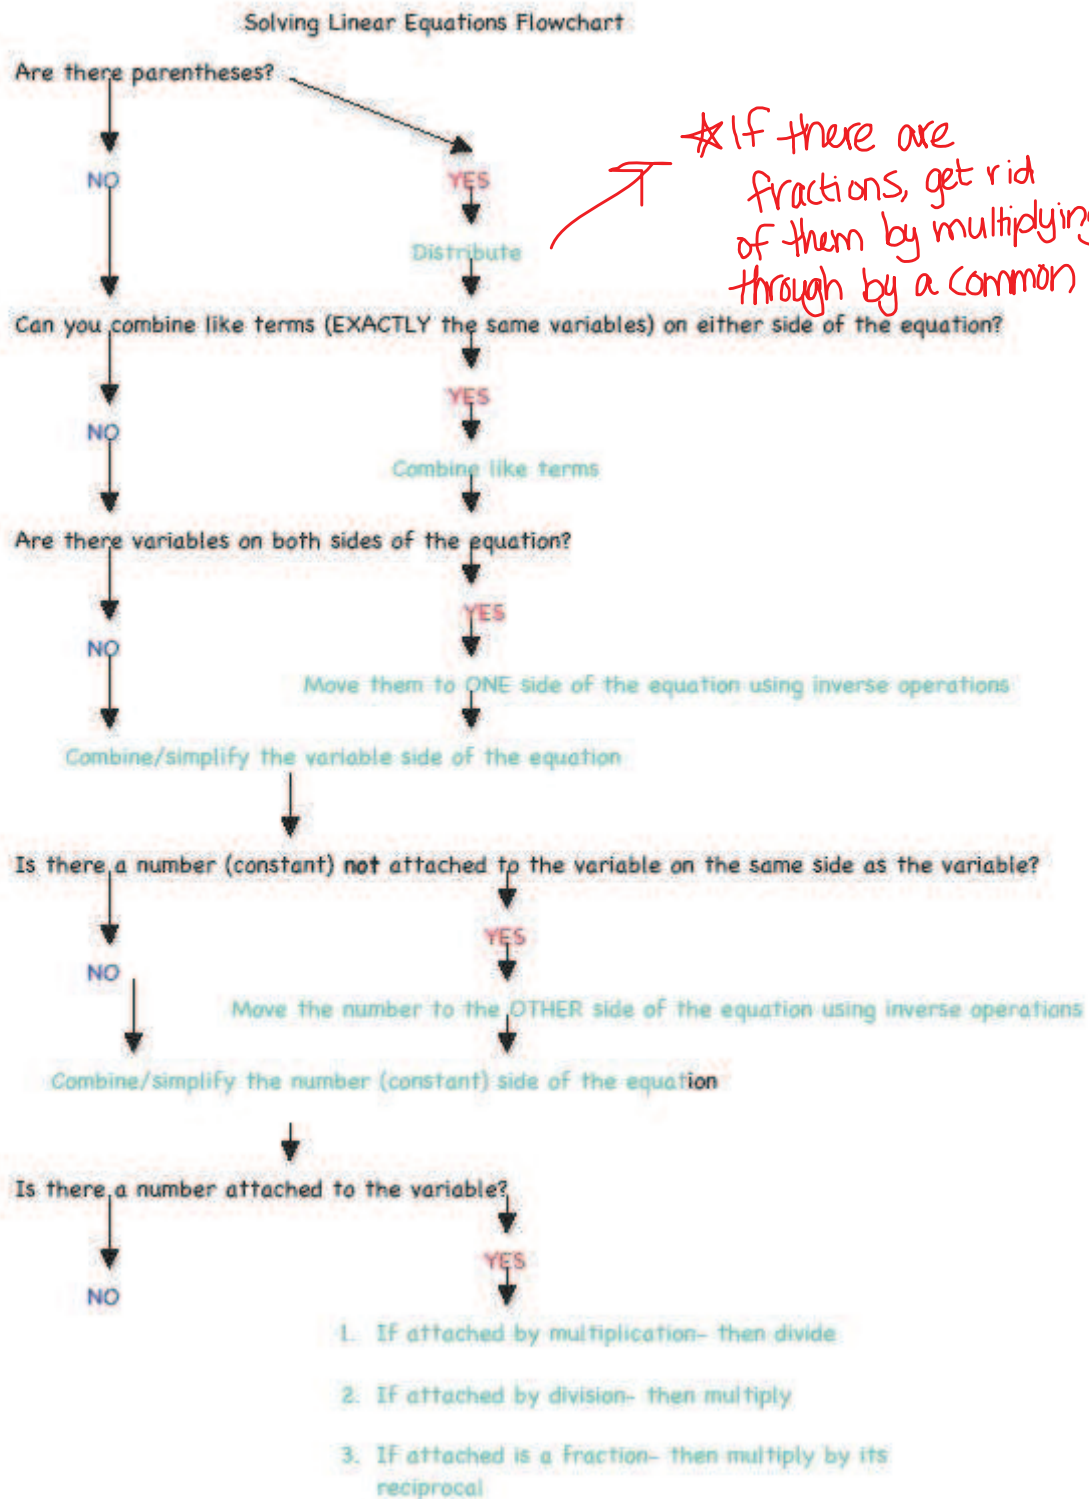 Solving Linear Equations Flowchart
Are there parentheses?
☆ If there are
fractions, get rid
of them by multiplying
through by a common
NO
YES
Distribute
Can you combine like terms (EXACTLY the same variables) on either side of the equation?
YES
NO
Combine like terms
Are there variables on both sides of the equation?
YES
NO
Move them to ONE side of the equation using inverse operations
Combine/simplify the variable side of the equation
Is there a number (constant) not attached to the variable on the same side as the variable?
YES
NO
Move the number to the OTHER side of the equation using inverse operations
Combine/simplify the number (constant) side of the equation
Is there a number attached to the variable?
YES
NO
1. If attached by multiplication- then divide
2. If attached by division- then multiply
3. If attached is a fraction- then multiply by its
reciprocal